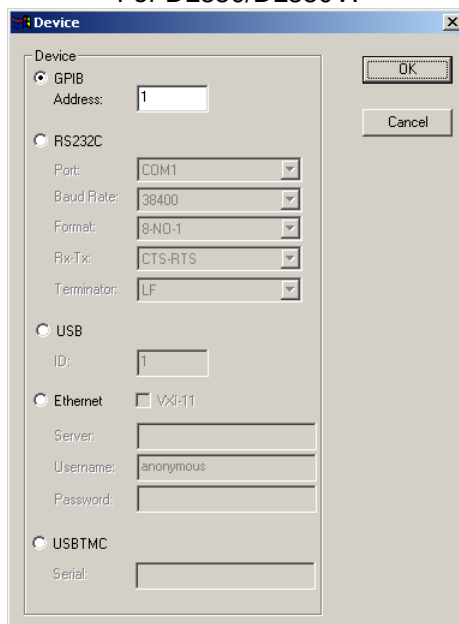 Device
Device
GPIB
Address: 1
OK
Cancel
RS232C
Port: COM1
Baud Rate: 38400
Format: 8-NO-1
Rx-Tx: CTS-RTS
Terminator: LF
USB
ID: 1
Ethernet VXI-11
Server:
Username: anonymous
Password:
USBTMC
Serial: